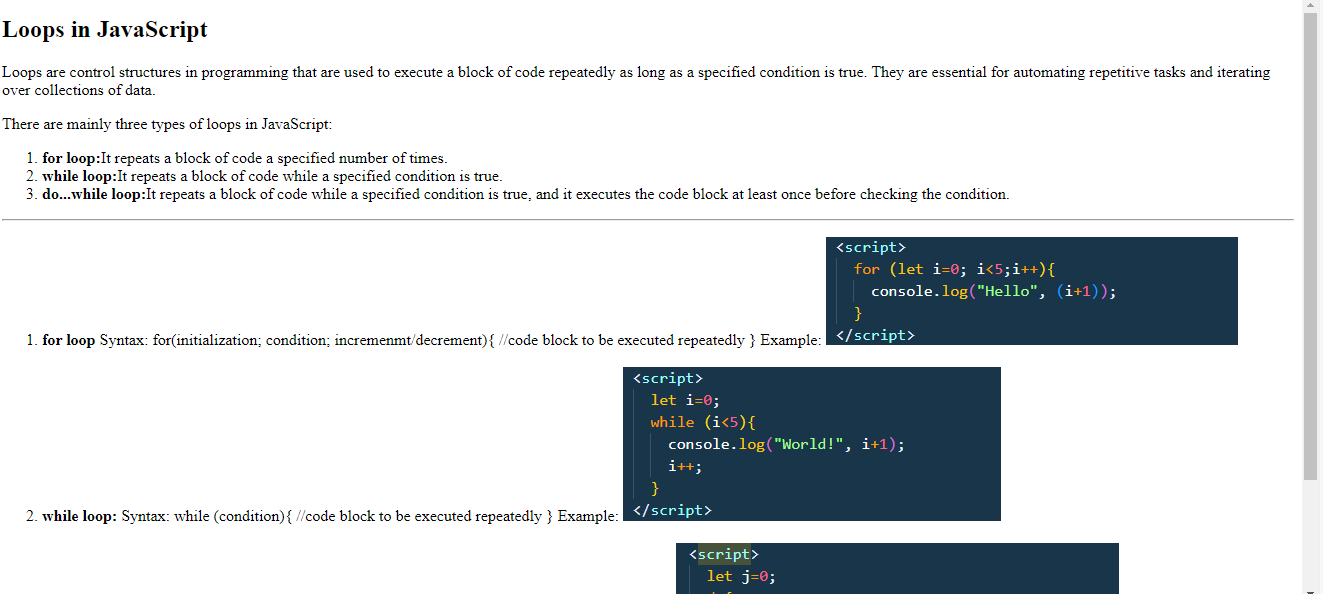 Loops in JavaScript
Loops are control structures in programming that are used to execute a block of code repeatedly as long as a specified condition is true. They are essential for automating repetitive tasks and iterating
over collections of data.
There are mainly three types of loops in JavaScript:
1. for loop:It repeats a block of code a specified number of times.
2. while loop:It repeats a block of code while a specified condition is true.
3. do...while loop:It repeats a block of code while a specified condition is true, and it executes the code block at least once before checking the condition.
<script>
for (let i=0; i<5;i++){
console.log("Hello", (i+1));
}
</script>
1. for loop Syntax: for(initialization; condition; incremenmt/decrement){ //code block to be executed repeatedly } Example:
<script>
let i=0;
while (i<5){
console.log("World!", i+1);
i++;
}
</script>
2. while loop: Syntax: while (condition){ //code block to be executed repeatedly } Example:
<script>
let j=0;